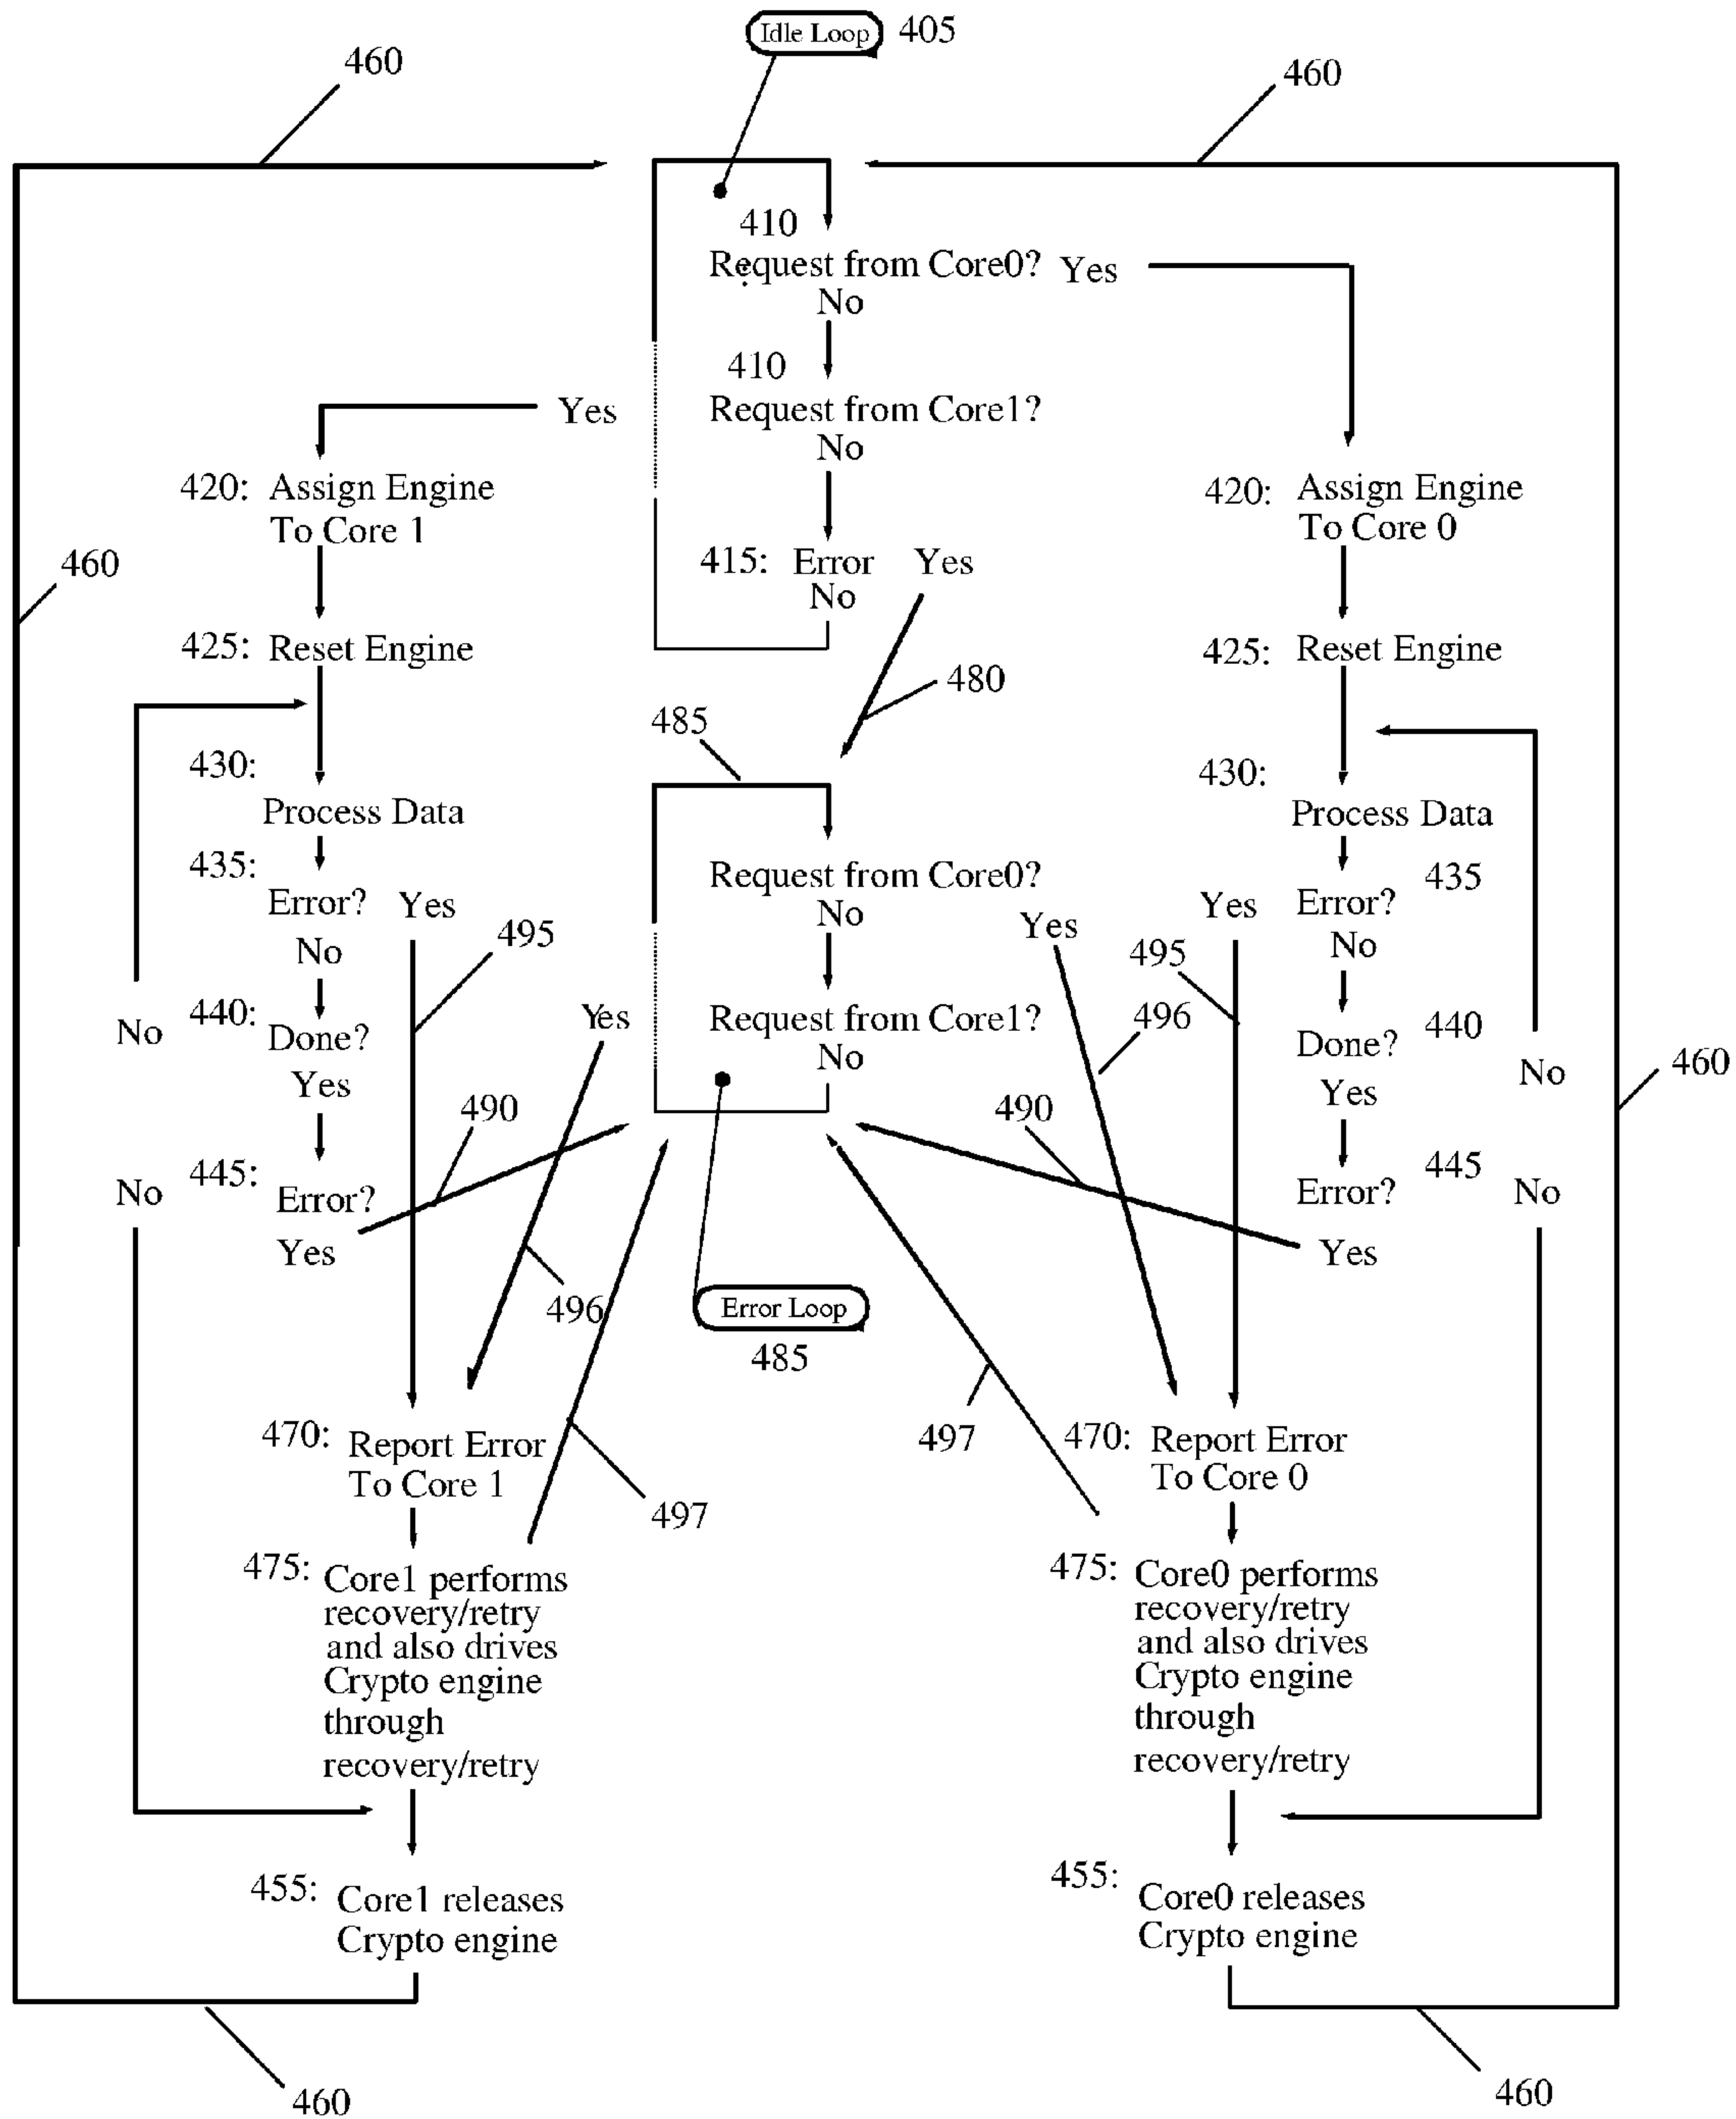 Idle Loop 405
460
460
410
Request from Core0? Yes
No
410
Yes
Request from Core1?
No
420: Assign Engine
To Core 1
420: Assign Engine
To Core 0
460
415: Error Yes
No
425: Reset Engine
425: Reset Engine
480
485
430:
Process Data
430:
Process Data
435:
Error? Yes
No
495
Request from Core0?
No
Yes
Yes
435
Error?
No
495
496
No
440:
Done?
Yes
Yes
Request from Core1?
No
440
Done?
Yes
No
460
490
490
No
445:
Error?
Yes
445
Error?
No
Yes
496
Error Loop
485
497
470: Report Error
To Core 1
470: Report Error
To Core 0
497
475: Core1 performs
recovery/retry
and also drives
Crypto engine
through
recovery/retry
475: Core0 performs
recovery/retry
and also drives
Crypto engine
through
recovery/retry
455: Core1 releases
Crypto engine
455: Core0 releases
Crypto engine
460
460